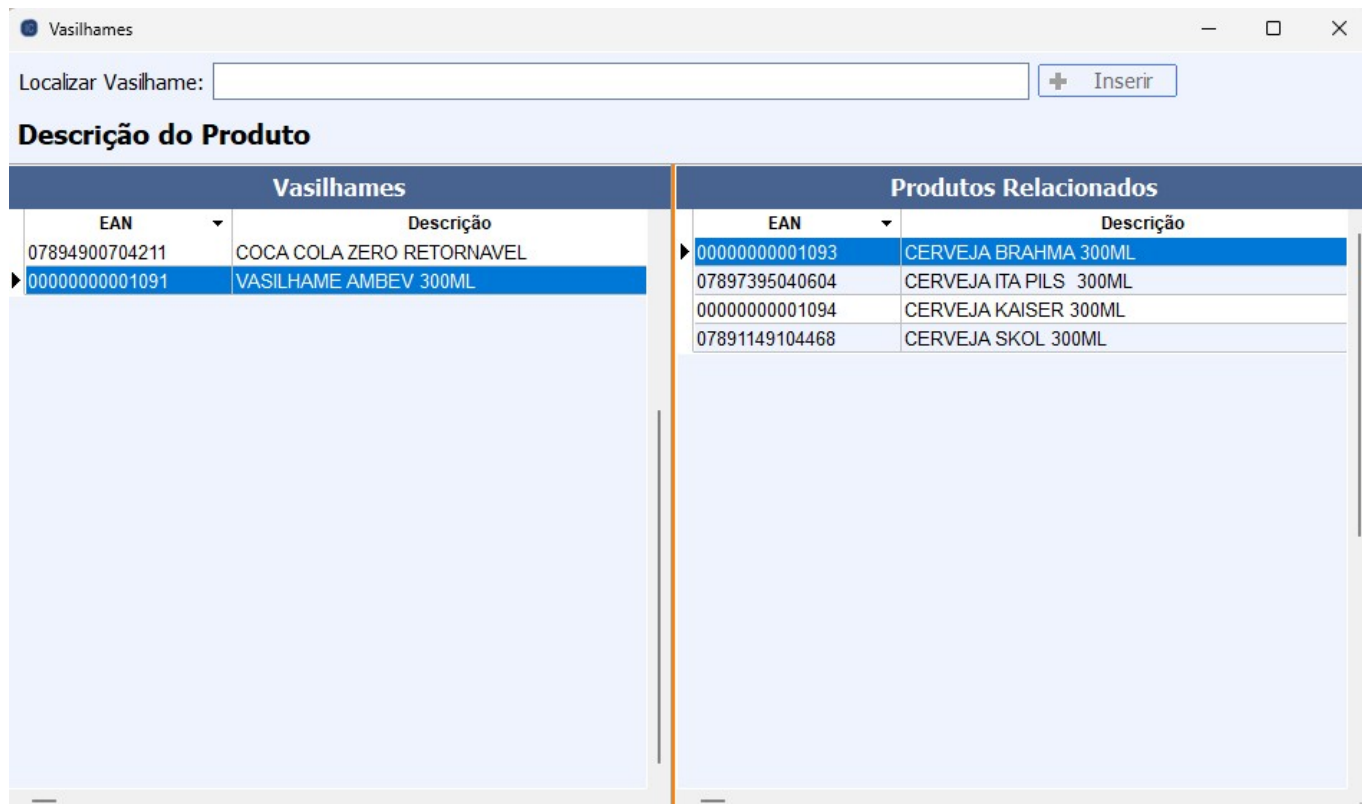 Vasilhames
Localizar Vasilhame:
Inserir
Descrição do Produto
Vasilhames
EAN Descrição
07894900704211 COCA COLA ZERO RETORNAVEL
00000000001091 VASILHAME AMBEV 300ML
Produtos Relacionados
EAN Descrição
00000000001093 CERVEJA BRAHMA 300ML
07897395040604 CERVEJA ITA PILS  300ML
00000000001094 CERVEJA KAISER 300ML
07891149104468 CERVEJA SKOL 300ML